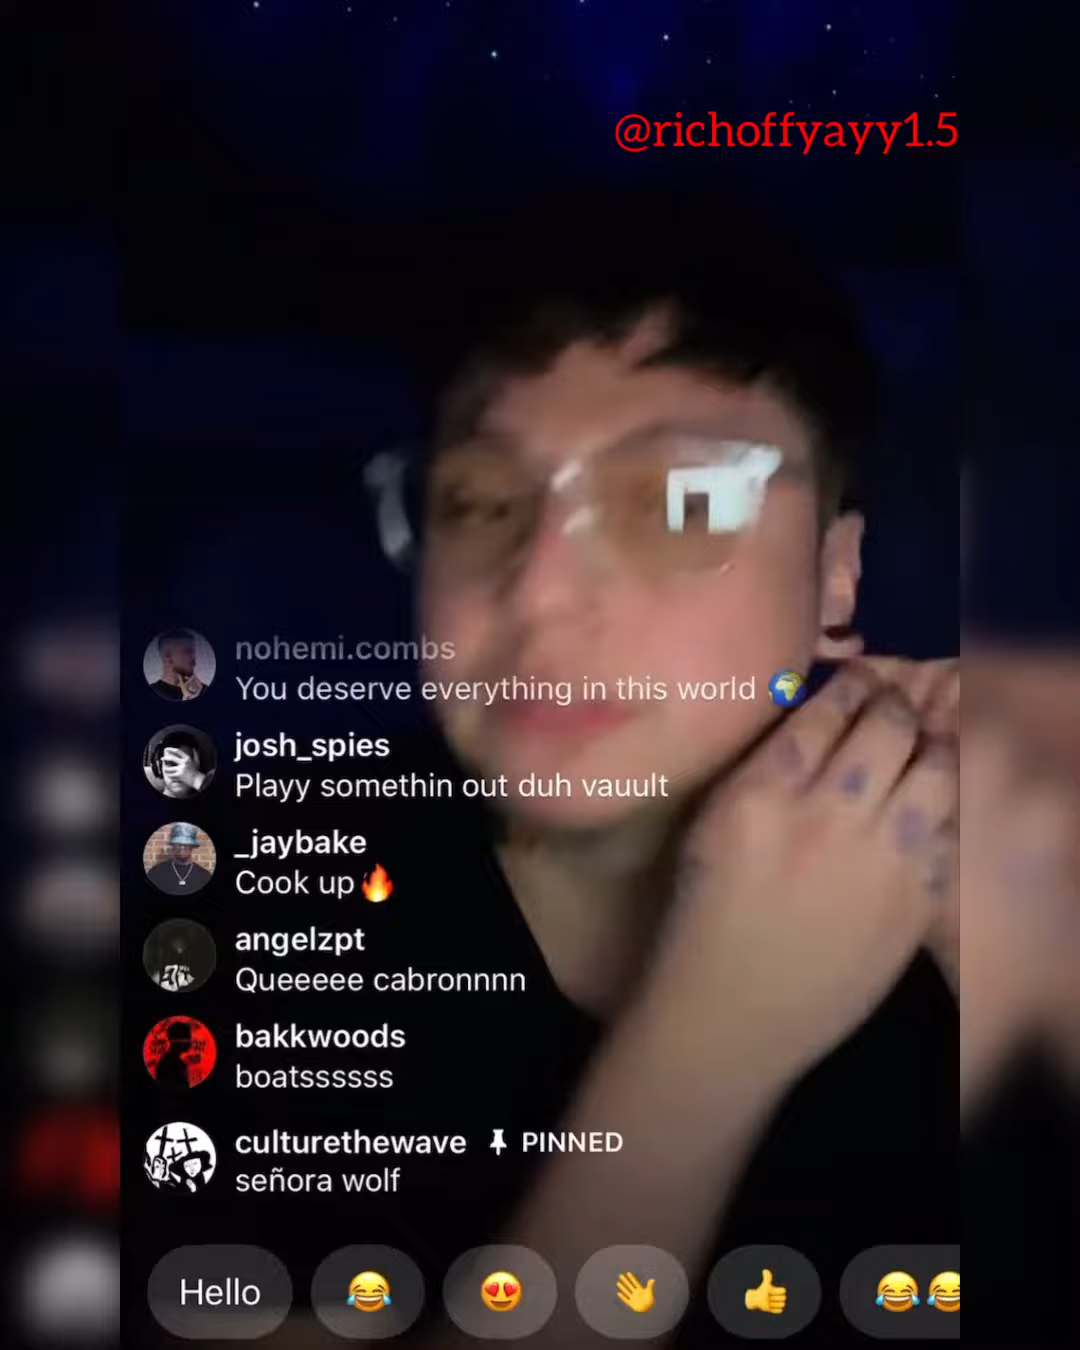 @richoffyayy1.5
nohemi.combs
You deserve everything in this world 🌍
josh_spies
Playy somethin out duh vauult
_jaybake
Cook up🔥
angelzpt
Queeeee cabronnnn
bakkwoods
boatssssss
culturethewave PINNED
señora wolf
Hello 😂 😍 👋 👍 😂😂